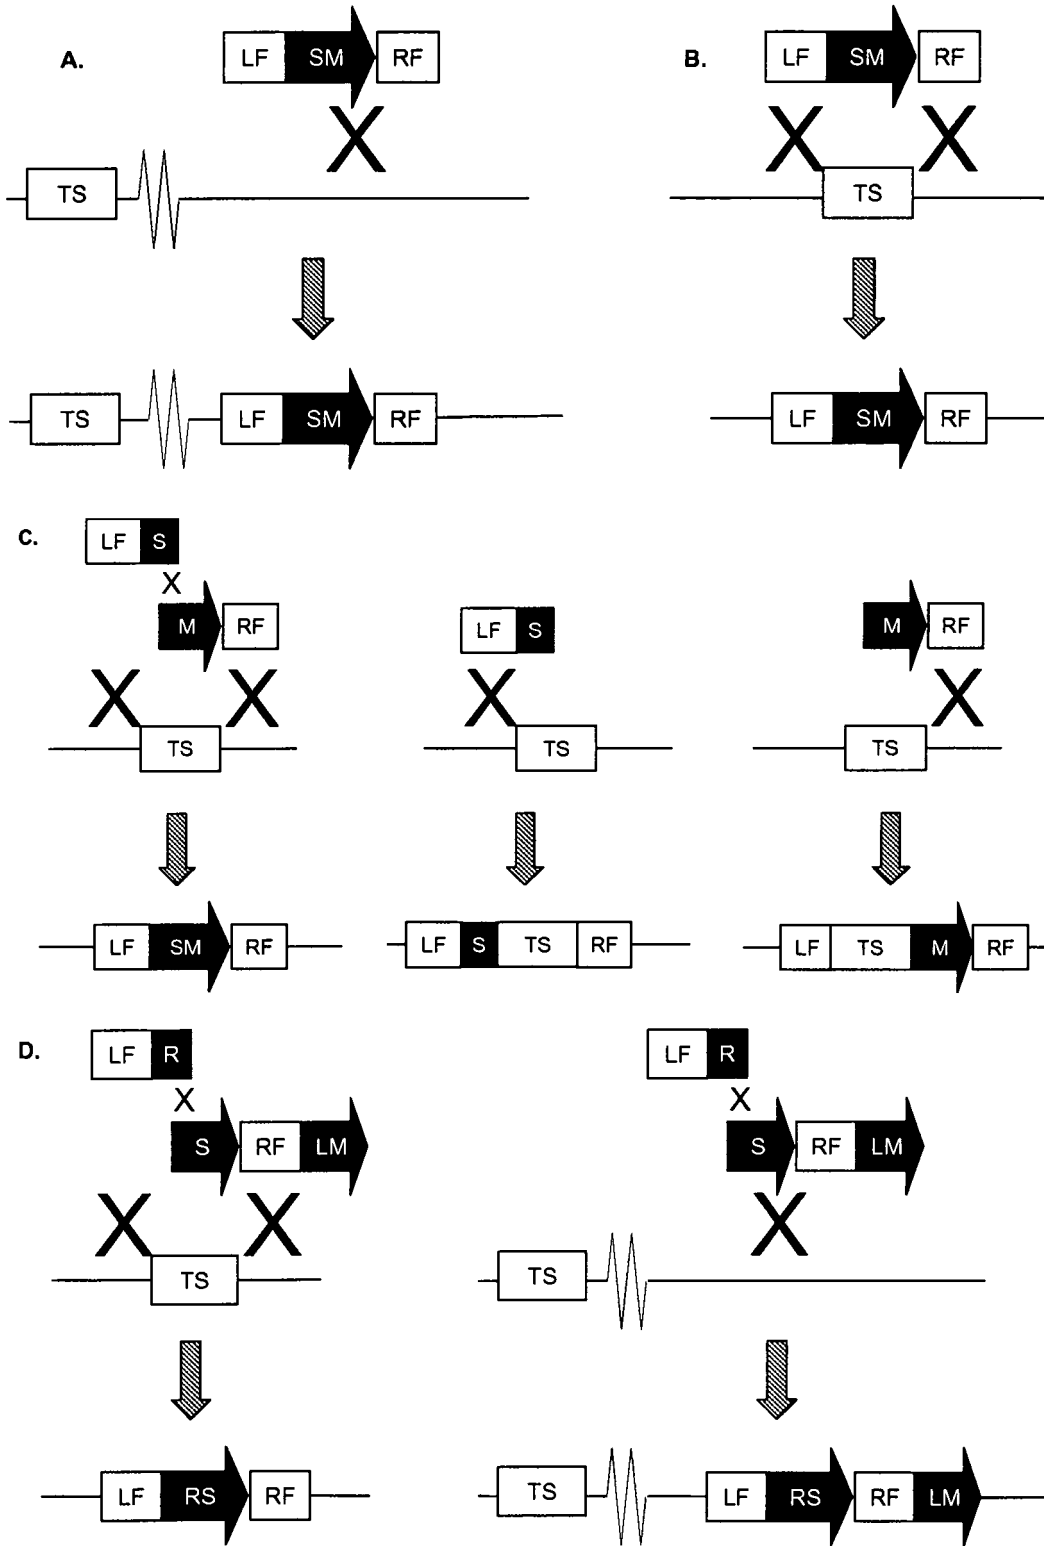 A.
LF SM RF
TS
TS LF SM RF
B.
LF SM RF
TS
LF SM RF
C.
LF S
M RF
TS
LF SM RF
LF S
TS
LF S TS RF
M RF
TS
LF TS M RF
D.
LF R
S RF LM
TS
LF RS RF
LF R
S RF LM
TS
TS LF RS RF LM